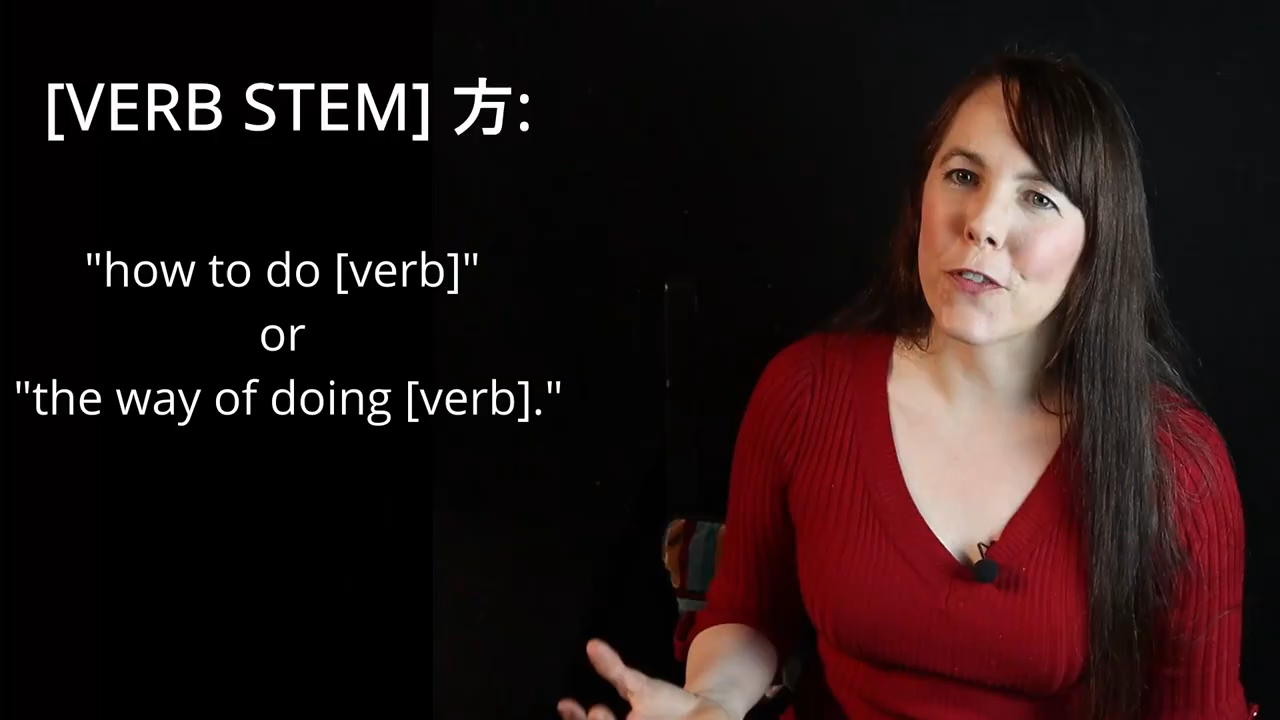 [VERB STEM] 方:
"how to do [verb]"
or
"the way of doing [verb]."